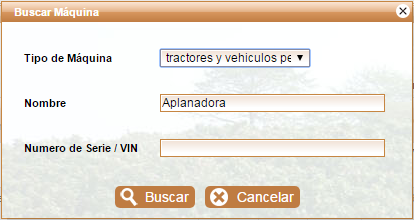 Buscar Máquina
Tipo de Máquina tractores y vehiculos pe
Nombre Aplanadora
Numero de Serie / VIN
Buscar Cancelar